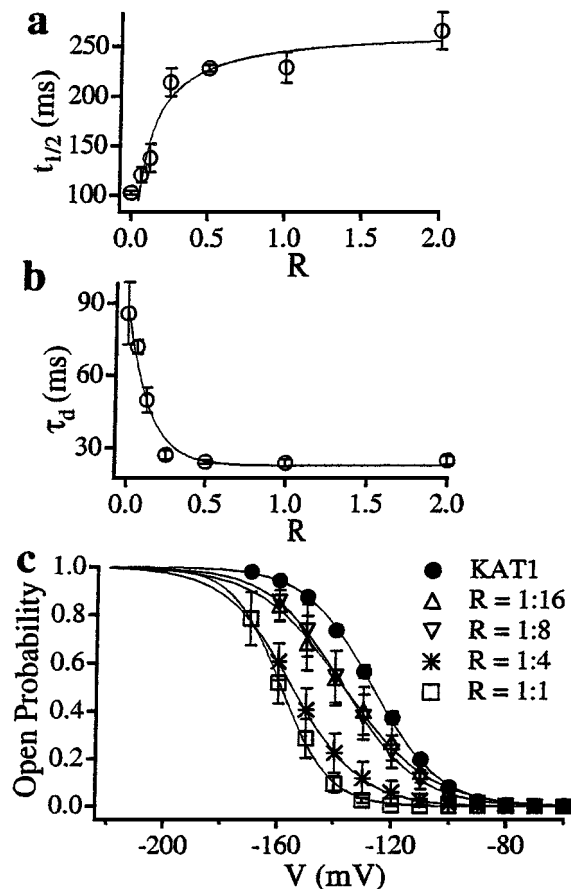 a
t1/2 (ms)
250
200
150
100
0.0 0.5 1.0 1.5 2.0
R
b
τd (ms)
90
60
30
0.0 0.5 1.0 1.5 2.0
R
c
Open Probability
1.0
0.8
0.6
0.4
0.2
0.0
KAT1
R = 1:16
R = 1:8
R = 1:4
R = 1:1
-200 -160 -120 -80
V (mV)